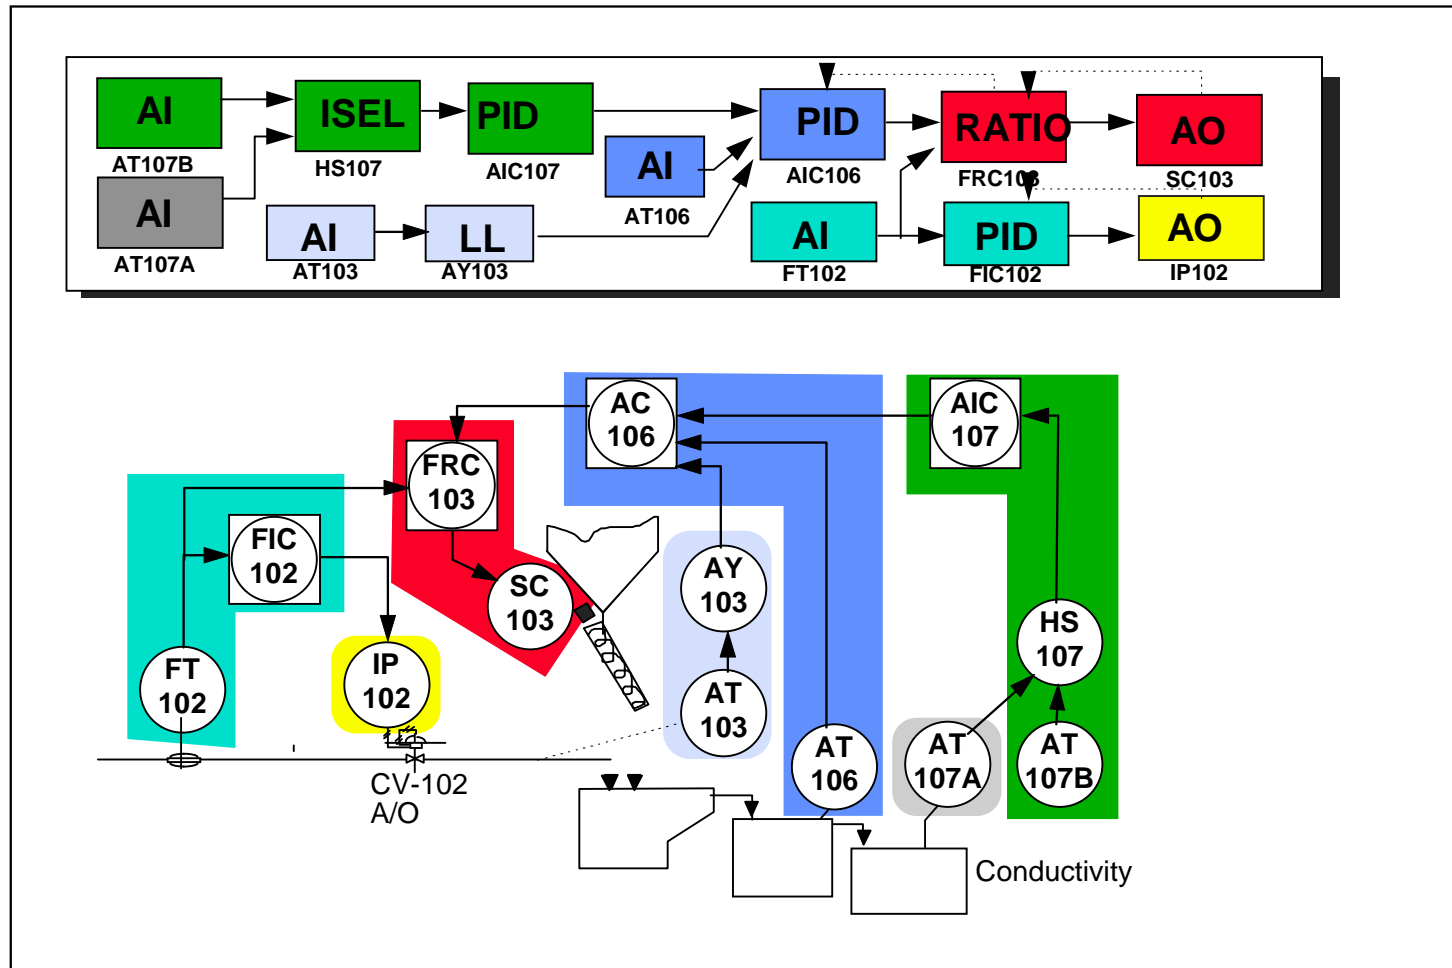 AI
AT107B
ISEL
HS107
PID
AIC107
AI
AT106
PID
AIC106
RATIO
FRC103
AO
SC103
AI
AT107A
AI
AT103
LL
AY103
AI
FT102
PID
FIC102
AO
IP102
AC
106
AIC
107
FRC
103
FIC
102
SC
103
AY
103
HS
107
FT
102
IP
102
AT
103
AT
106
AT
107A
AT
107B
CV-102
A/O
Conductivity